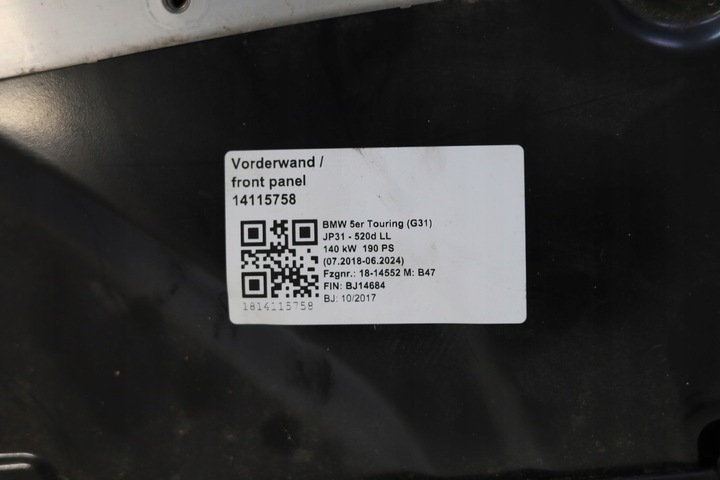 Vorderwand /
front panel
14115758
BMW 5er Touring (G31)
JP31 - 520d LL
140 kW 190 PS
(07.2018-06.2024)
Fzgnr.: 18-14552 M: B47
FIN: BJ14684
BJ: 10/2017
1814115758